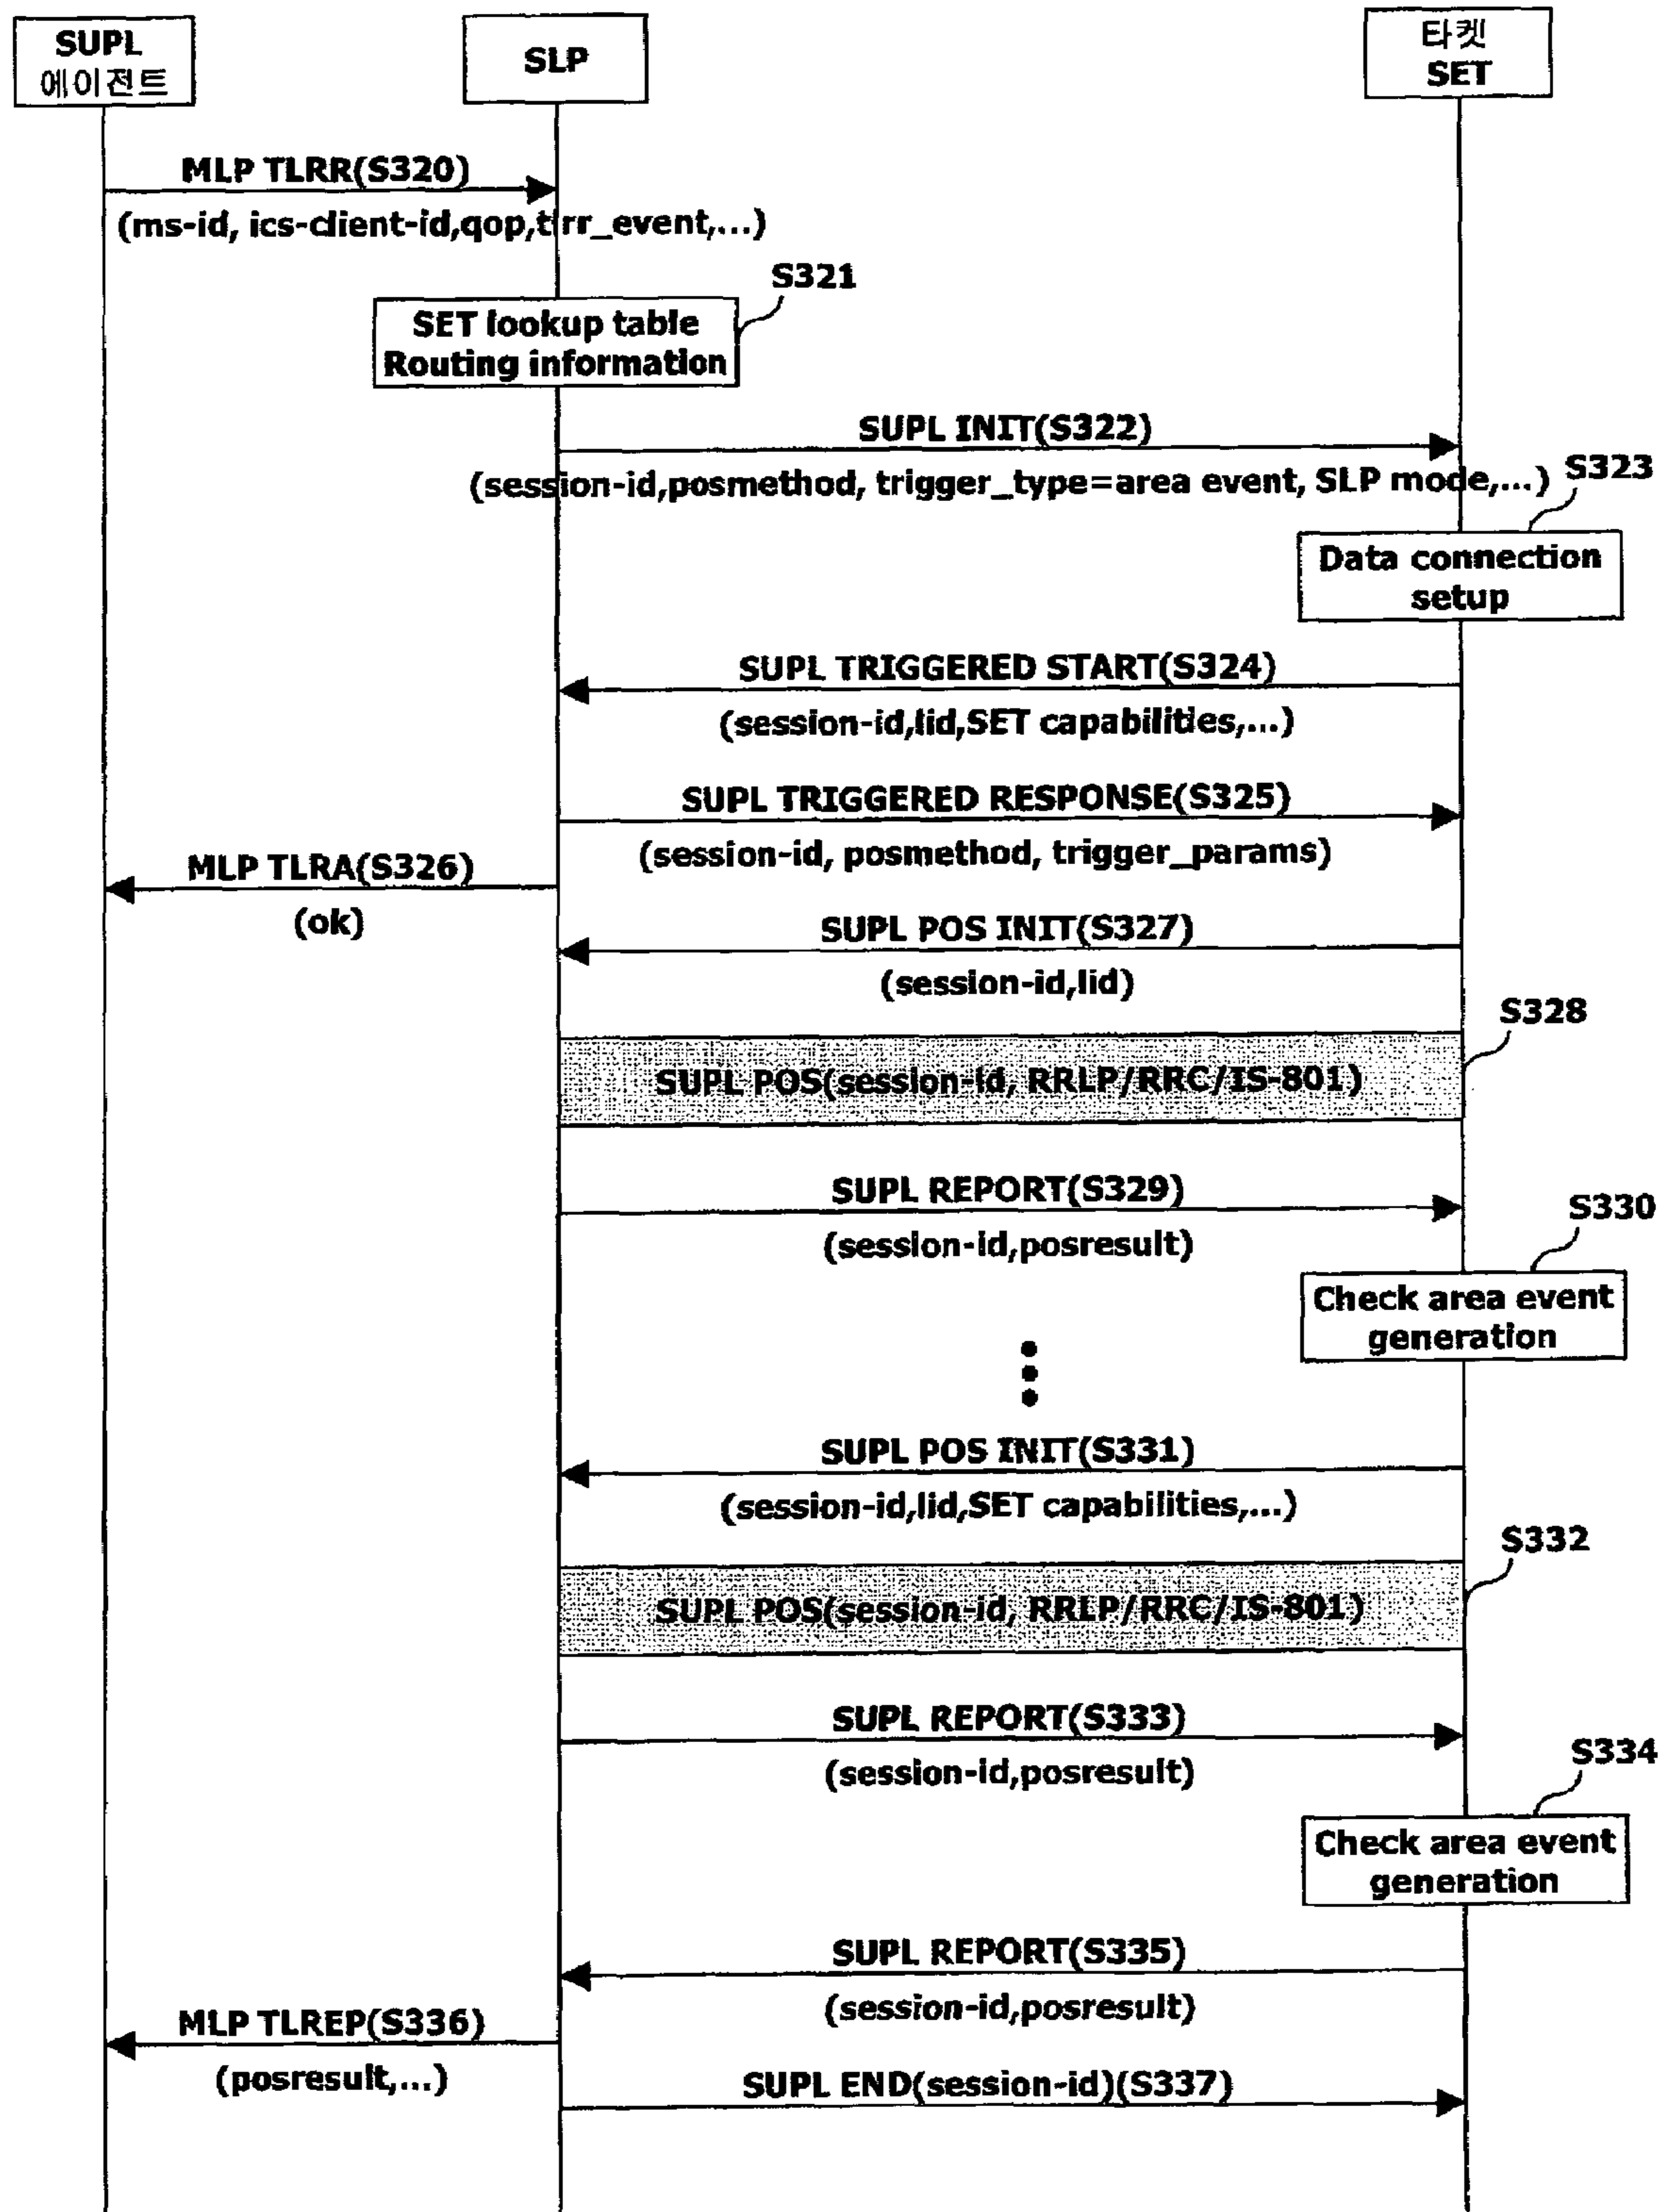 SUPL
에이전트
SLP
타켓
SET
MLP TLRR(S320)
(ms-id, ics-client-id,qop,tlrr_event,...)
S321
SET lookup table
Routing information
SUPL INIT(S322)
(session-id,posmethod, trigger_type=area event, SLP mode,...)
S323
Data connection
setup
SUPL TRIGGERED START(S324)
(session-id,lid,SET capabilities,...)
SUPL TRIGGERED RESPONSE(S325)
(session-id, posmethod, trigger_params)
MLP TLRA(S326)
(ok)
SUPL POS INIT(S327)
(session-id,lid)
S328
SUPL POS(session-id, RRLP/RRC/IS-801)
SUPL REPORT(S329)
(session-id,posresult)
S330
Check area event
generation
SUPL POS INIT(S331)
(session-id,lid,SET capabilities,...)
S332
SUPL POS(session-id, RRLP/RRC/IS-801)
SUPL REPORT(S333)
(session-id,posresult)
S334
Check area event
generation
SUPL REPORT(S335)
(session-id,posresult)
MLP TLREP(S336)
(posresult,...)
SUPL END(session-id)(S337)